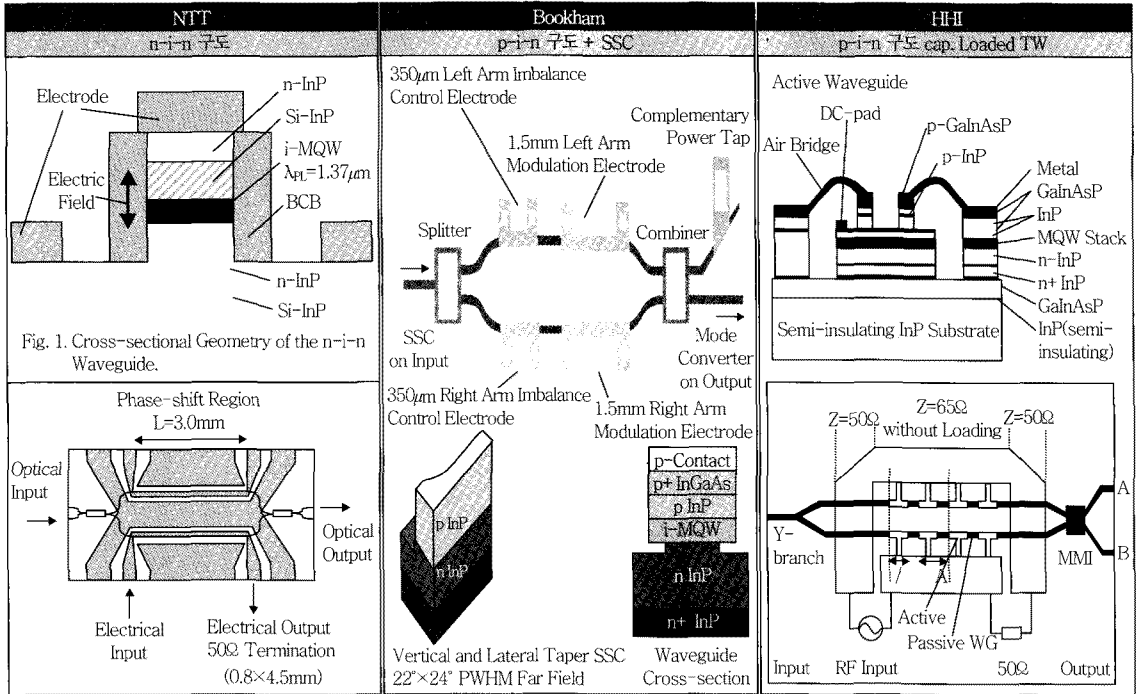 NTT
n-i-n 구도
n-InP
Electrode
Si-InP
i-MQW
λPL=1.37μm
Electric
Field
BCB
n-InP
Si-InP
Fig. 1. Cross-sectional Geometry of the n-i-n
Waveguide.
Phase-shift Region
L=3.0mm
Optical
Input
Optical
Output
Electrical
Input
Electrical Output
50Ω Termination
(0.8×4.5mm)
Bookham
p-i-n 구도 + SSC
350μm Left Arm Imbalance
Control Electrode
Complementary
Power Tap
1.5mm Left Arm
Modulation Electrode
Splitter
Combiner
SSC
on Input
Mode
Converter
on Output
350μm Right Arm Imbalance
Control Electrode
1.5mm Right Arm
Modulation Electrode
p InP
n InP
p-Contact
p+ InGaAs
p InP
i-MQW
n InP
n+ InP
Vertical and Lateral Taper SSC
22°×24° PWHM Far Field
Waveguide
Cross-section
HHI
p-i-n 구도 cap. Loaded TW
Active Waveguide
DC-pad
p-GaInAsP
Air Bridge
p-InP
Metal
GaInAsP
InP
MQW Stack
n-InP
n+ InP
GaInAsP
InP(semi-
insulating)
Semi-insulating InP Substrate
Z=50Ω
Z=65Ω
without Loading
Z=50Ω
A
Y-
branch
MMI
B
Active
Passive WG
Input
RF Input
50Ω
Output